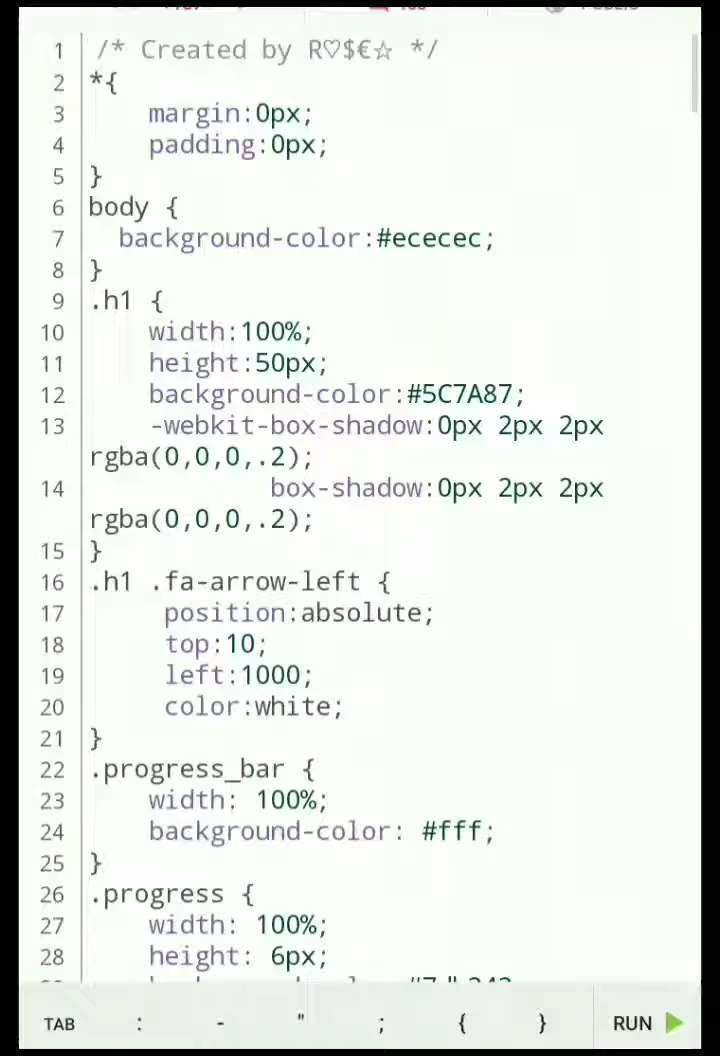 1 /* Created by R♡$€☆ */
2 *{
3 margin:0px;
4 padding:0px;
5 }
6 body {
7 background-color:#ececec;
8 }
9 .h1 {
10 width:100%;
11 height:50px;
12 background-color:#5C7A87;
13 -webkit-box-shadow:0px 2px 2px
rgba(0,0,0,.2);
14 box-shadow:0px 2px 2px
rgba(0,0,0,.2);
15 }
16 .h1 .fa-arrow-left {
17 position:absolute;
18 top:10;
19 left:1000;
20 color:white;
21 }
22 .progress_bar {
23 width: 100%;
24 background-color: #fff;
25 }
26 .progress {
27 width: 100%;
28 height: 6px;
TAB : - " ; { } RUN